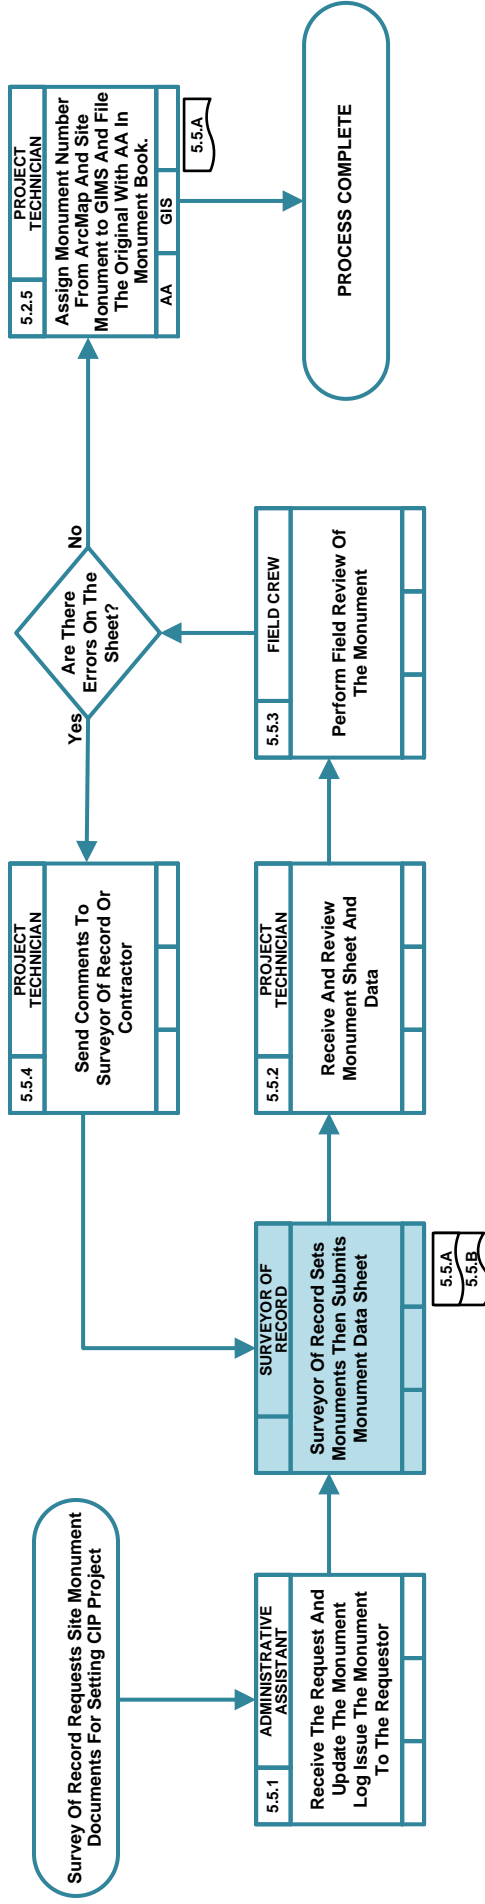 Survey Of Record Requests Site Monument
Documents For Setting CIP Project
5.5.1
ADMINISTRATIVE
ASSISTANT
Receive The Request And
Update The Monument
Log Issue The Monument
To The Requestor
SURVEYOR OF
RECORD
Surveyor Of Record Sets
Monuments Then Submits
Monument Data Sheet
5.5.A
5.5.B
5.5.2
PROJECT
TECHNICIAN
Receive And Review
Monument Sheet And
Data
5.5.3
FIELD CREW
Perform Field Review Of
The Monument
Are There
Errors On The
Sheet?
Yes
No
5.5.4
PROJECT
TECHNICIAN
Send Comments To
Surveyor Of Record Or
Contractor
5.2.5
PROJECT
TECHNICIAN
Assign Monument Number
From ArcMap And Site
Monument to GIMS And File
The Original With AA In
Monument Book.
AA
GIS
5.5.A
PROCESS COMPLETE